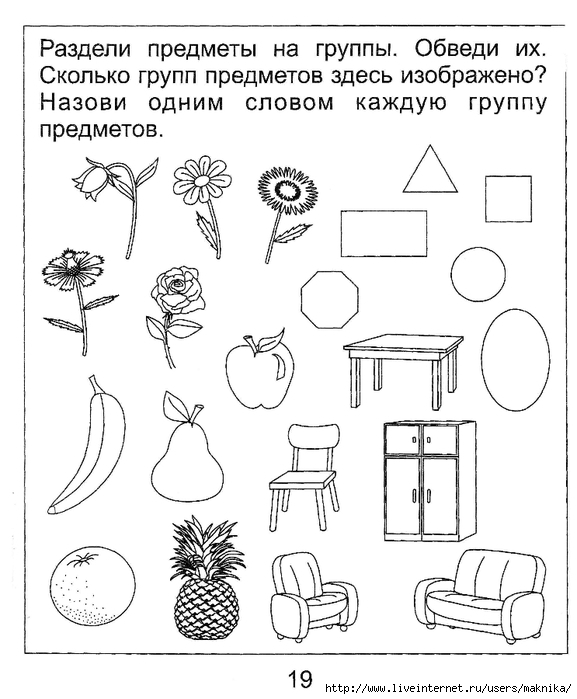 Раздели предметы на группы. Обведи их.
Сколько групп предметов здесь изображено?
Назови одним словом каждую группу
предметов.
19
http://www.liveinternet.ru/users/maknika/